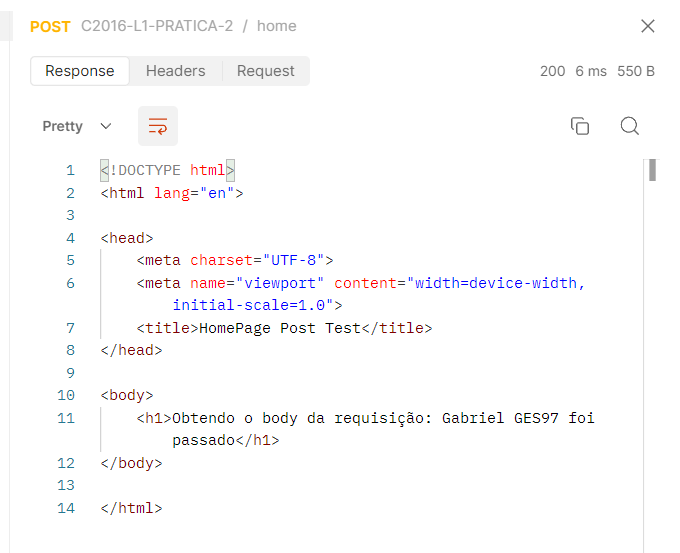 POST C2016-L1-PRATICA-2 / home
Response Headers Request 200 6 ms 550 B
Pretty
1 <!DOCTYPE html>
2 <html lang="en">
3
4 <head>
5 <meta charset="UTF-8">
6 <meta name="viewport" content="width=device-width,
initial-scale=1.0">
7 <title>HomePage Post Test</title>
8 </head>
9
10 <body>
11 <h1>Obtendo o body da requisição: Gabriel GES97 foi
passado</h1>
12 </body>
13
14 </html>